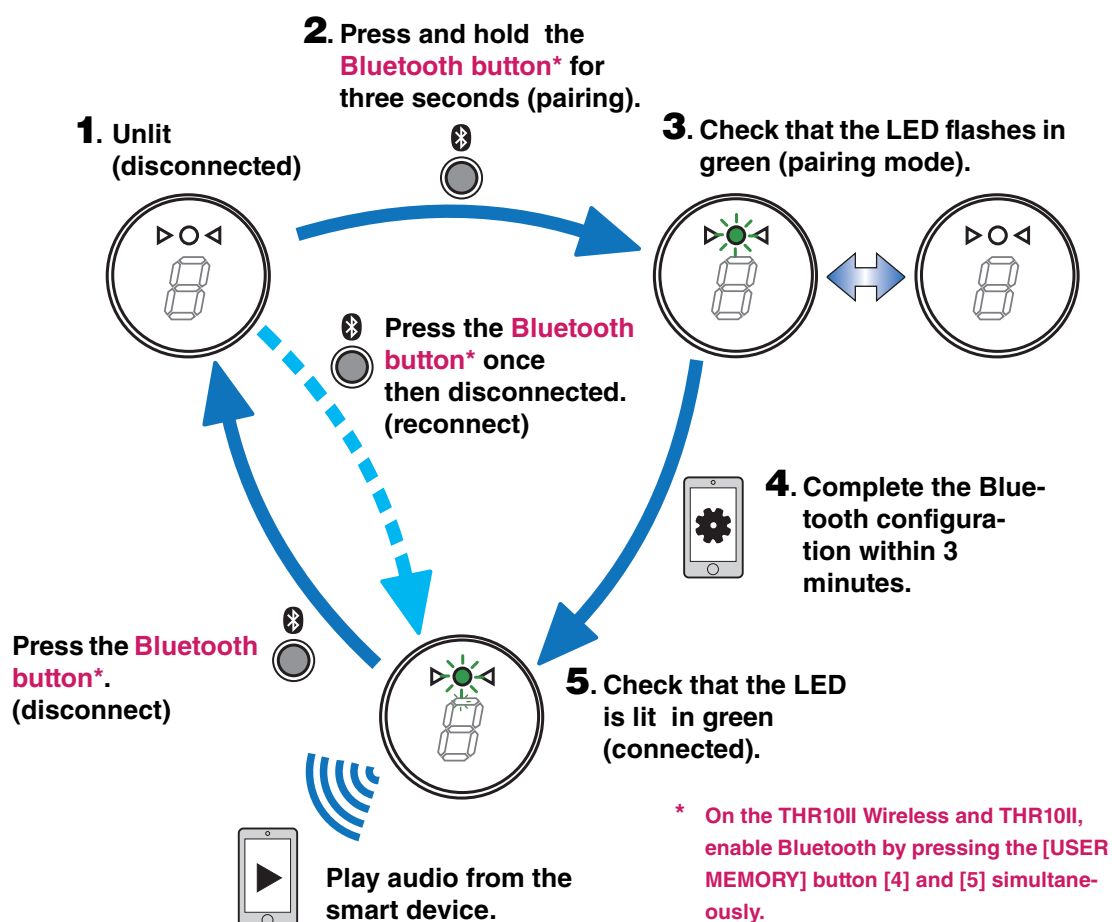 1. Unlit
(disconnected)
2. Press and hold the
Bluetooth button* for
three seconds (pairing).
3. Check that the LED flashes in
green (pairing mode).
Press the Bluetooth
button* once
then disconnected.
(reconnect)
4. Complete the Blue-
tooth configura-
tion within 3
minutes.
Press the Bluetooth
button*.
(disconnect)
5. Check that the LED
is lit in green
(connected).
Play audio from the
smart device.
* On the THR10II Wireless and THR10II,
enable Bluetooth by pressing the [USER
MEMORY] button [4] and [5] simultane-
ously.